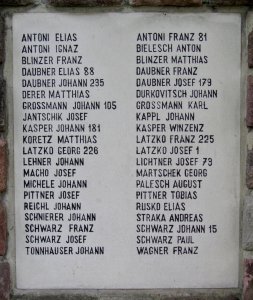 ANTONI ELIAS
ANTONI IGNAZ
BLINZER FRANZ
DAUBNER ELIAS 88
DAUBNER JOHANN 235
DERER MATTHIAS
GROSSMANN JOHANN 105
JANTSCHIK JOSEF
KASPER JOHANN 181
KORETZ MATTHIAS
LATZKO GEORG 226
LEHNER JOHANN
MACHO JOSEF
MICHELE JOHANN
PITTNER JOSEF
REICHL JOHANN
SCHNIERER JOHANN
SCHWARZ FRANZ
SCHWARZ JOSEF
TONNHAUSER JOHANN
ANTONI FRANZ 81
BIELESCH ANTON
BLINZER MATTHIAS
DAUBNER FRANZ
DAUBNER JOSEF 179
DURKOVITSCH JOHANN
GROSSMANN KARL
KAPPL JOHANN
KASPER WINZENZ
LATZKO FRANZ 225
LATZKO JOSEF 1
LICHTNER JOSEF 79
MARTSCHEK GEORG
PALESCH AUGUST
PITTNER TOBIAS
RUSKO ELIAS
STRAKA ANDREAS
SCHWARZ JOHANN 15
SCHWARZ PAUL
WAGNER FRANZ